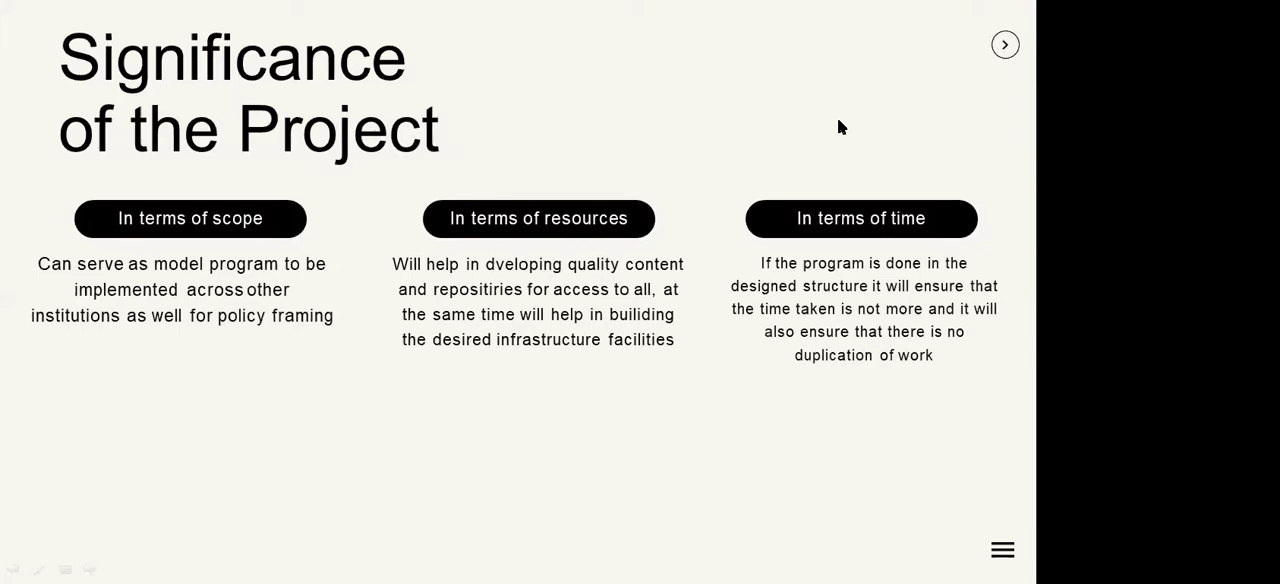 Significance
of the Project
In terms of scope
Can serve as model program to be
implemented across other
institutions as well for policy framing
In terms of resources
Will help in dveloping quality content
and repositiries for access to all, at
the same time will help in builiding
the desired infrastructure facilities
In terms of time
If the program is done in the
designed structure it will ensure that
the time taken is not more and it will
also ensure that there is no
duplication of work